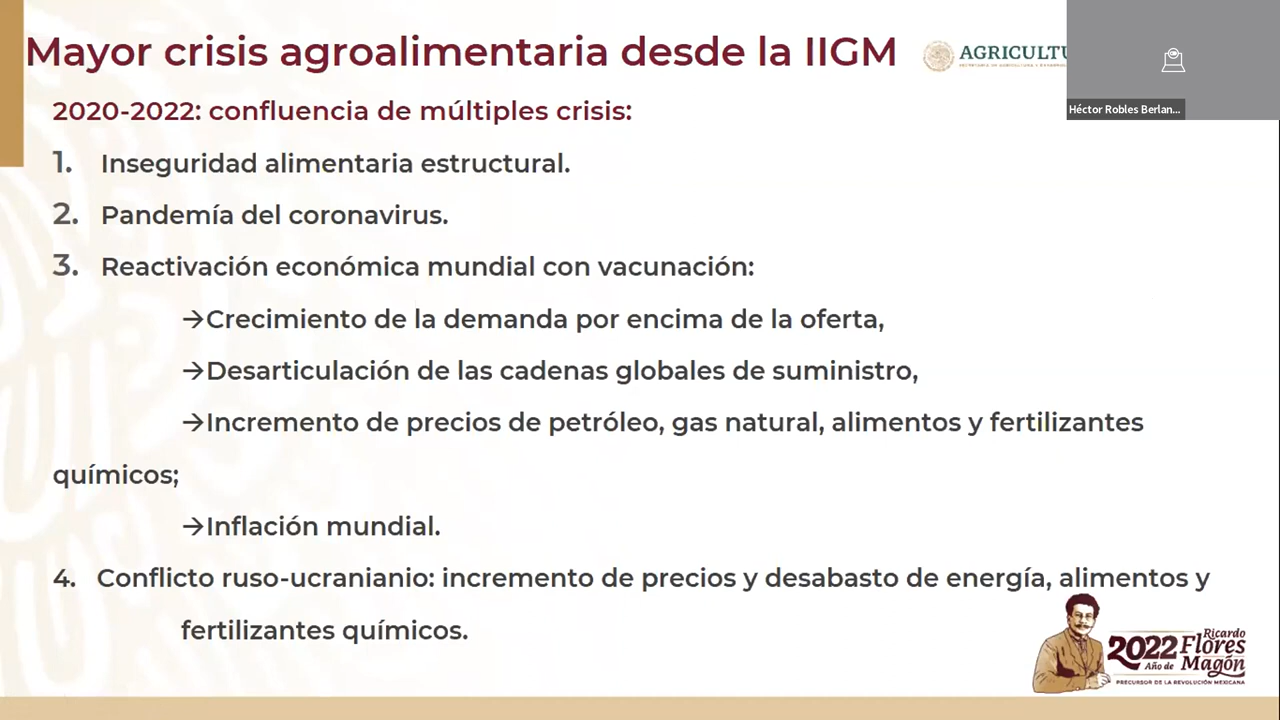 Mayor crisis agroalimentaria desde la IIGM
AGRICULTU
Héctor Robles Berlan...
2020-2022: confluencia de múltiples crisis:
1. Inseguridad alimentaria estructural.
2. Pandemía del coronavirus.
3. Reactivación económica mundial con vacunación:
→Crecimiento de la demanda por encima de la oferta,
→Desarticulación de las cadenas globales de suministro,
→Incremento de precios de petróleo, gas natural, alimentos y fertilizantes
químicos;
→Inflación mundial.
4. Conflicto ruso-ucranianio: incremento de precios y desabasto de energía, alimentos y
fertilizantes químicos.
2022 Ricardo
Año de Flores
Magón
PRECURSOR DE LA REVOLUCIÓN MEXICANA